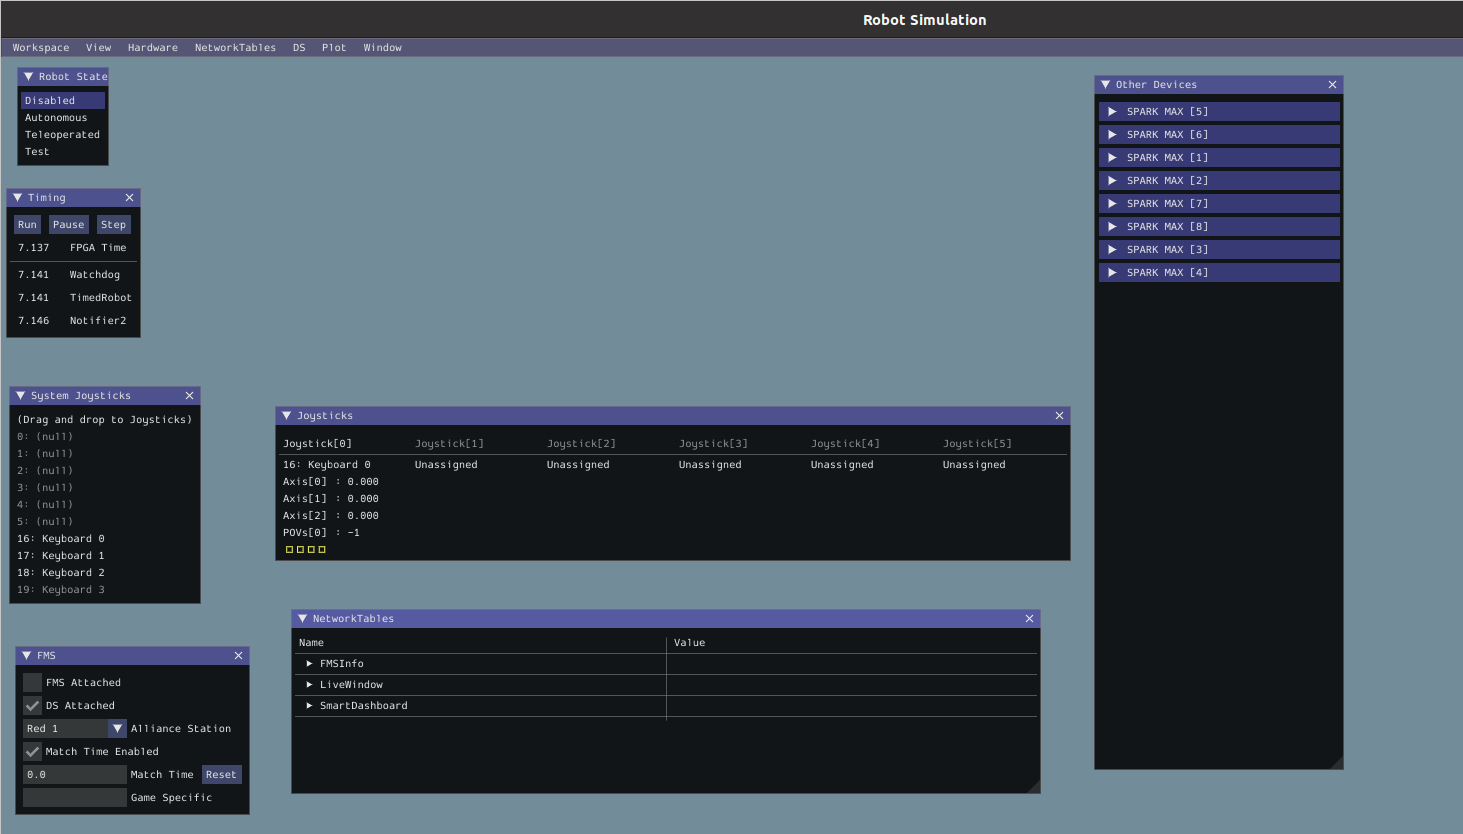 Robot Simulation
Workspace View Hardware NetworkTables DS Plot Window
Robot State
Disabled
Autonomous
Teleoperated
Test
Timing
Run Pause Step
7.137 FPGA Time
7.141 Watchdog
7.141 TimedRobot
7.146 Notifier2
System Joysticks
(Drag and drop to Joysticks)
0: (null)
1: (null)
2: (null)
3: (null)
4: (null)
5: (null)
16: Keyboard 0
17: Keyboard 1
18: Keyboard 2
19: Keyboard 3
FMS
FMS Attached
DS Attached
Red 1 Alliance Station
Match Time Enabled
0.0 Match Time Reset
Game Specific
Joysticks
Joystick[0] Joystick[1] Joystick[2] Joystick[3] Joystick[4] Joystick[5]
16: Keyboard 0 Unassigned Unassigned Unassigned Unassigned Unassigned
Axis[0] : 0.000
Axis[1] : 0.000
Axis[2] : 0.000
POVs[0] : -1
NetworkTables
Name Value
FMSInfo
LiveWindow
SmartDashboard
Other Devices
SPARK MAX [5]
SPARK MAX [6]
SPARK MAX [1]
SPARK MAX [2]
SPARK MAX [7]
SPARK MAX [8]
SPARK MAX [3]
SPARK MAX [4]